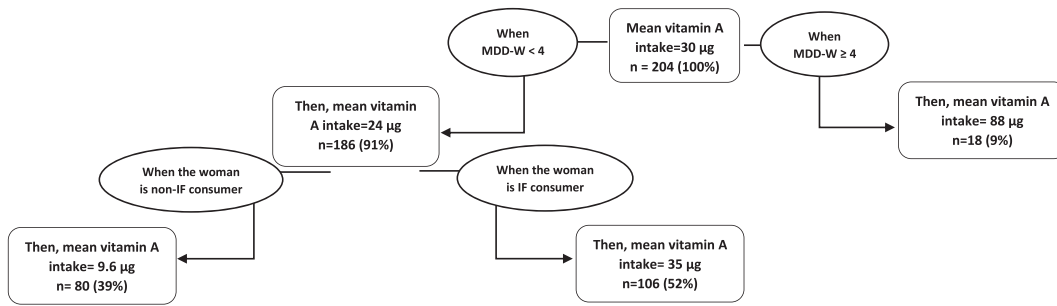 When
MDD-W < 4
Mean vitamin A
intake=30 µg
n = 204 (100%)
When
MDD-W ≥ 4
Then, mean vitamin
A intake=24 µg
n=186 (91%)
Then, mean vitamin A
intake= 88 µg
n=18 (9%)
When the woman
is non-IF consumer
When the woman
is IF consumer
Then, mean vitamin A
intake= 9.6 µg
n= 80 (39%)
Then, mean vitamin A
intake= 35 µg
n=106 (52%)